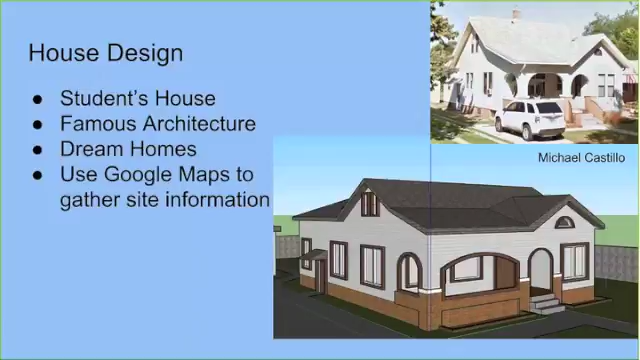 House Design
● Student's House
● Famous Architecture
● Dream Homes
● Use Google Maps to
gather site information
Michael Castillo